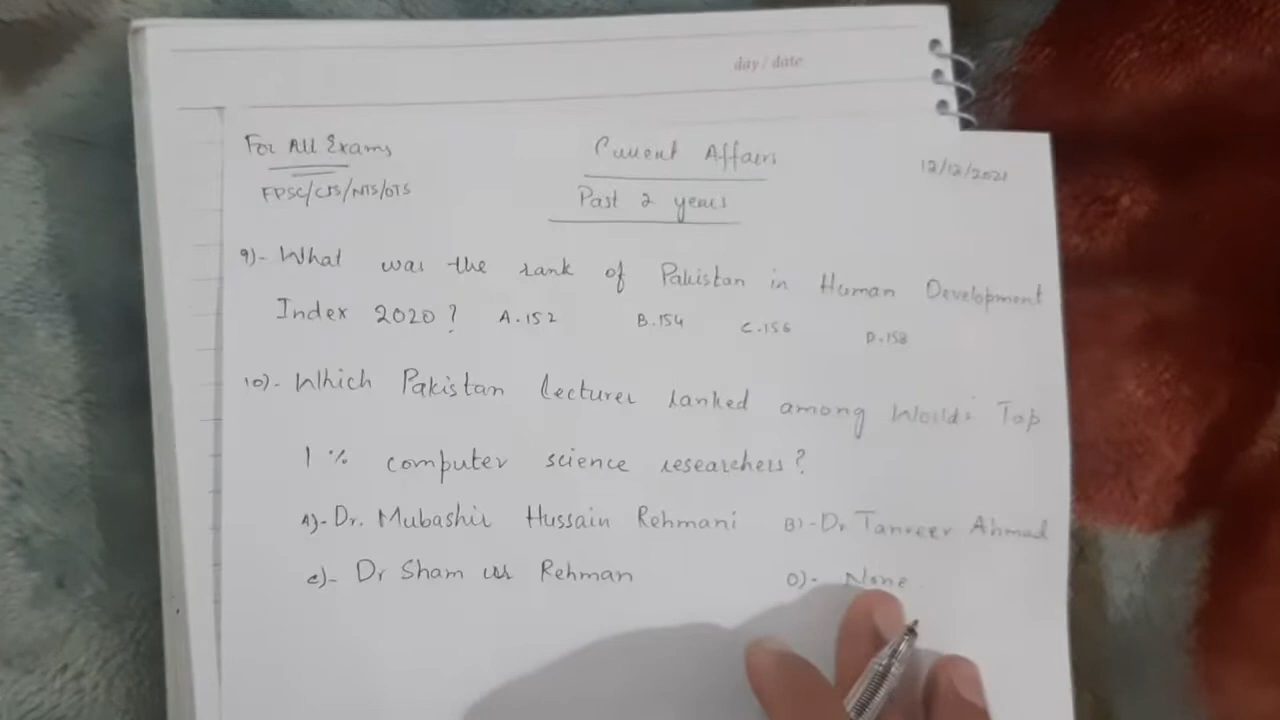 day / date
For All Exams
Current Affairs
12/12/2021
FPSC/CSS/NTS/OTS
Past 2 years
9)- What was the rank of Pakistan in Human Development
Index 2020? A.152 B.154 C.156 D.158
10)- Which Pakistan lecturer ranked among World's Top
1 % computer science researchers?
A)- Dr. Mubashir Hussain Rehmani B)- Dr Tanveer Ahmad
C)- Dr Sham ur Rehman D)- None